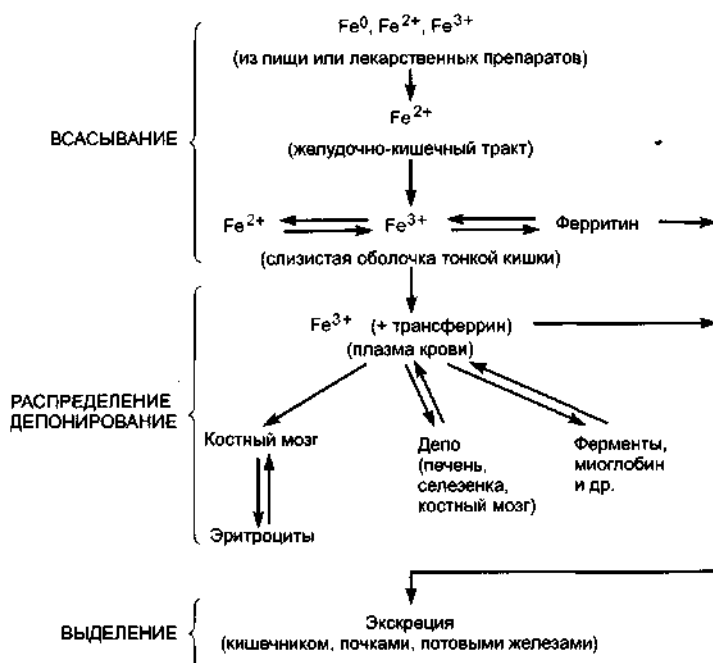 Fe⁰, Fe²⁺, Fe³⁺
(из пищи или лекарственных препаратов)
Fe²⁺
ВСАСЫВАНИЕ
(желудочно-кишечный тракт)
Fe²⁺ Fe³⁺ Ферритин
(слизистая оболочка тонкой кишки)
Fe³⁺ (+ трансферрин)
(плазма крови)
РАСПРЕДЕЛЕНИЕ
ДЕПОНИРОВАНИЕ
Костный мозг
Депо
(печень,
селезенка,
костный мозг)
Ферменты,
миоглобин
и др.
Эритроциты
ВЫДЕЛЕНИЕ
Экскреция
(кишечником, почками, потовыми железами)